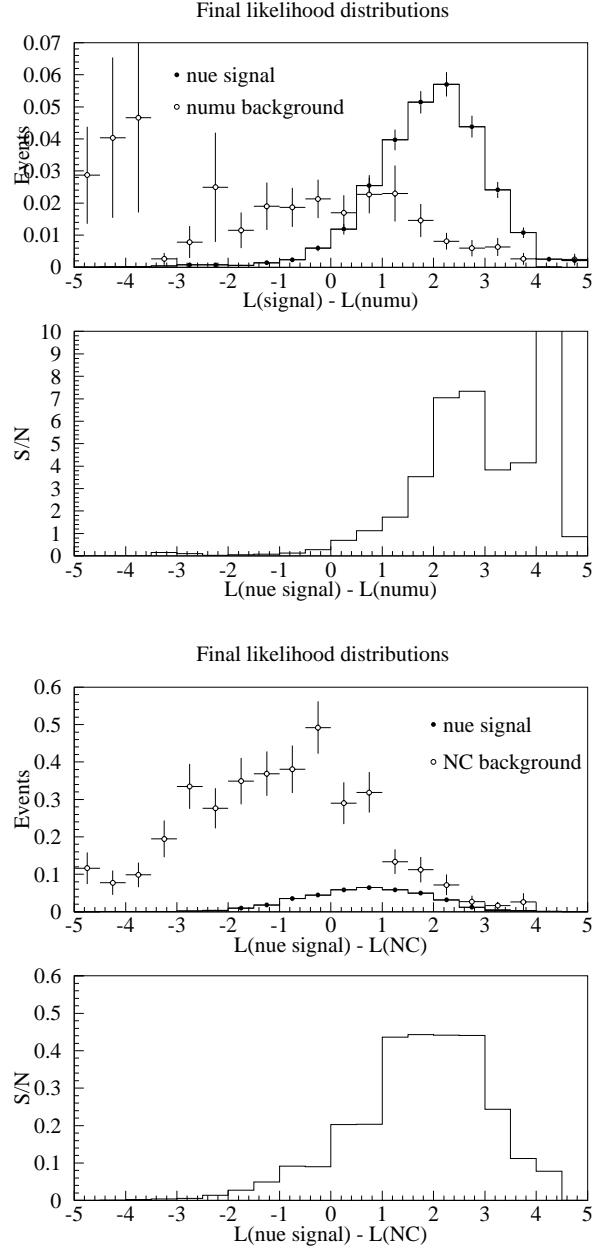 Final likelihood distributions
0.07
0.06
0.05
0.04
0.03
0.02
0.01
0
Events
nue signal
numu background
-5 -4 -3 -2 -1 0 1 2 3 4 5
L(signal) - L(numu)
10
9
8
7
6
5
4
3
2
1
0
S/N
-5 -4 -3 -2 -1 0 1 2 3 4 5
L(nue signal) - L(numu)
Final likelihood distributions
0.6
0.5
0.4
0.3
0.2
0.1
0
Events
nue signal
NC background
-5 -4 -3 -2 -1 0 1 2 3 4 5
L(nue signal) - L(NC)
0.6
0.5
0.4
0.3
0.2
0.1
0
S/N
-5 -4 -3 -2 -1 0 1 2 3 4 5
L(nue signal) - L(NC)